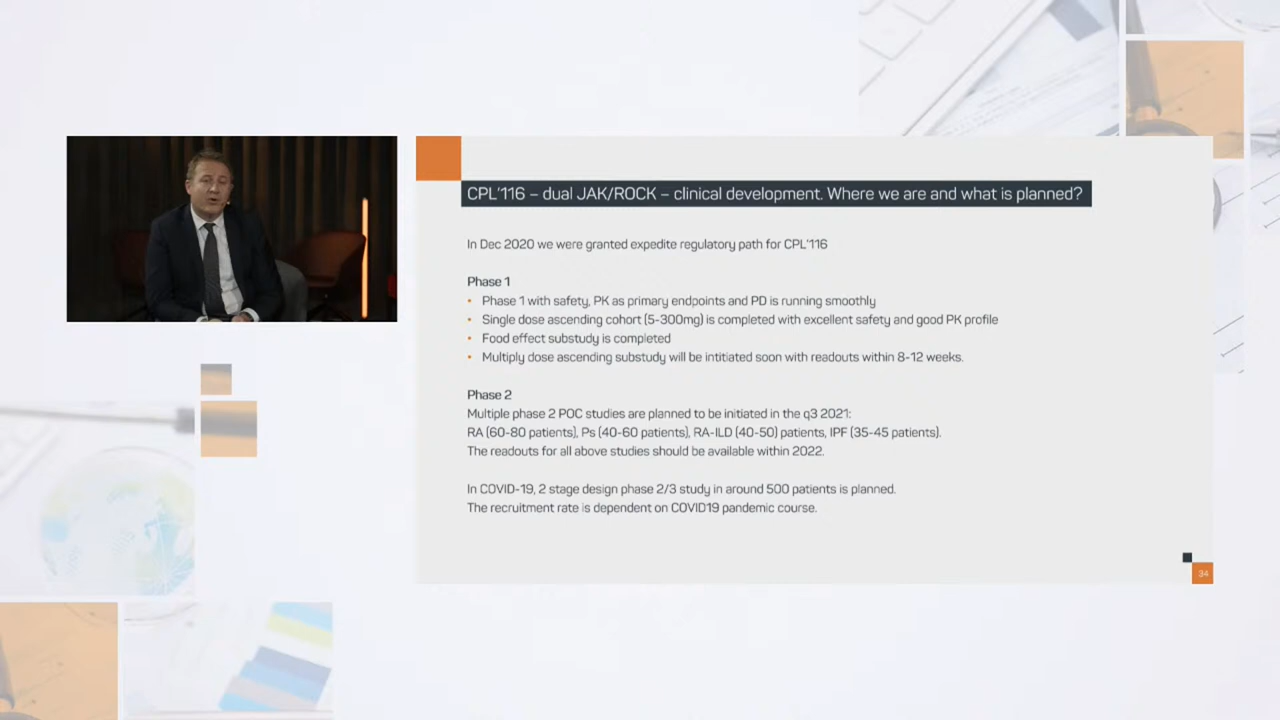 CPL'116 – dual JAK/ROCK – clinical development. Where we are and what is planned?
In Dec 2020 we were granted expedite regulatory path for CPL'116
Phase 1
• Phase 1 with safety, PK as primary endpoints and PD is running smoothly
• Single dose ascending cohort (5-300mg) is completed with excellent safety and good PK profile
• Food effect substudy is completed
• Multiply dose ascending substudy will be intitiated soon with readouts within 8-12 weeks.
Phase 2
Multiple phase 2 POC studies are planned to be initiated in the q3 2021:
RA (60-80 patients), Ps (40-60 patients), RA-ILD (40-50) patients, IPF (35-45 patients).
The readouts for all above studies should be available within 2022.
In COVID-19, 2 stage design phase 2/3 study in around 500 patients is planned.
The recruitment rate is dependent on COVID19 pandemic course.
34